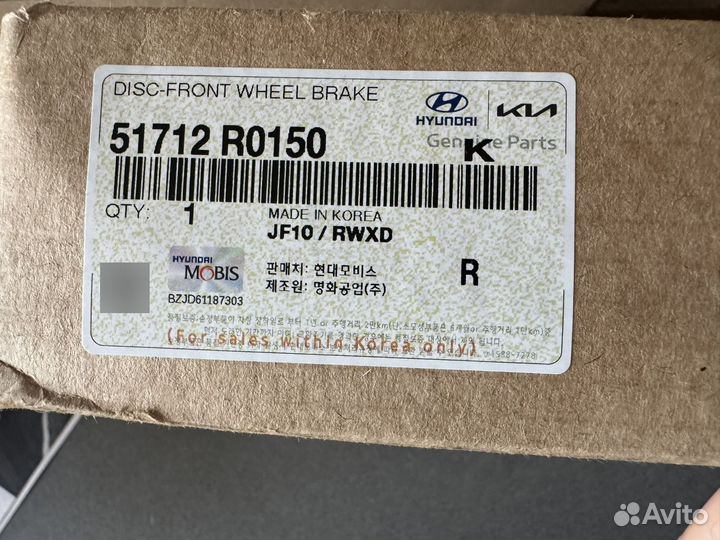 DISC-FRONT WHEEL BRAKE
HYUNDAI
KIA
51712 R0150
Genuine Parts
K
QTY: 1
MADE IN KOREA
JF10 / RWXD
HYUNDAI
MOBIS
판매처: 현대모비스
R
제조원: 명화공업(주)
BZJD61187303
(For sales within Korea only)
Avito